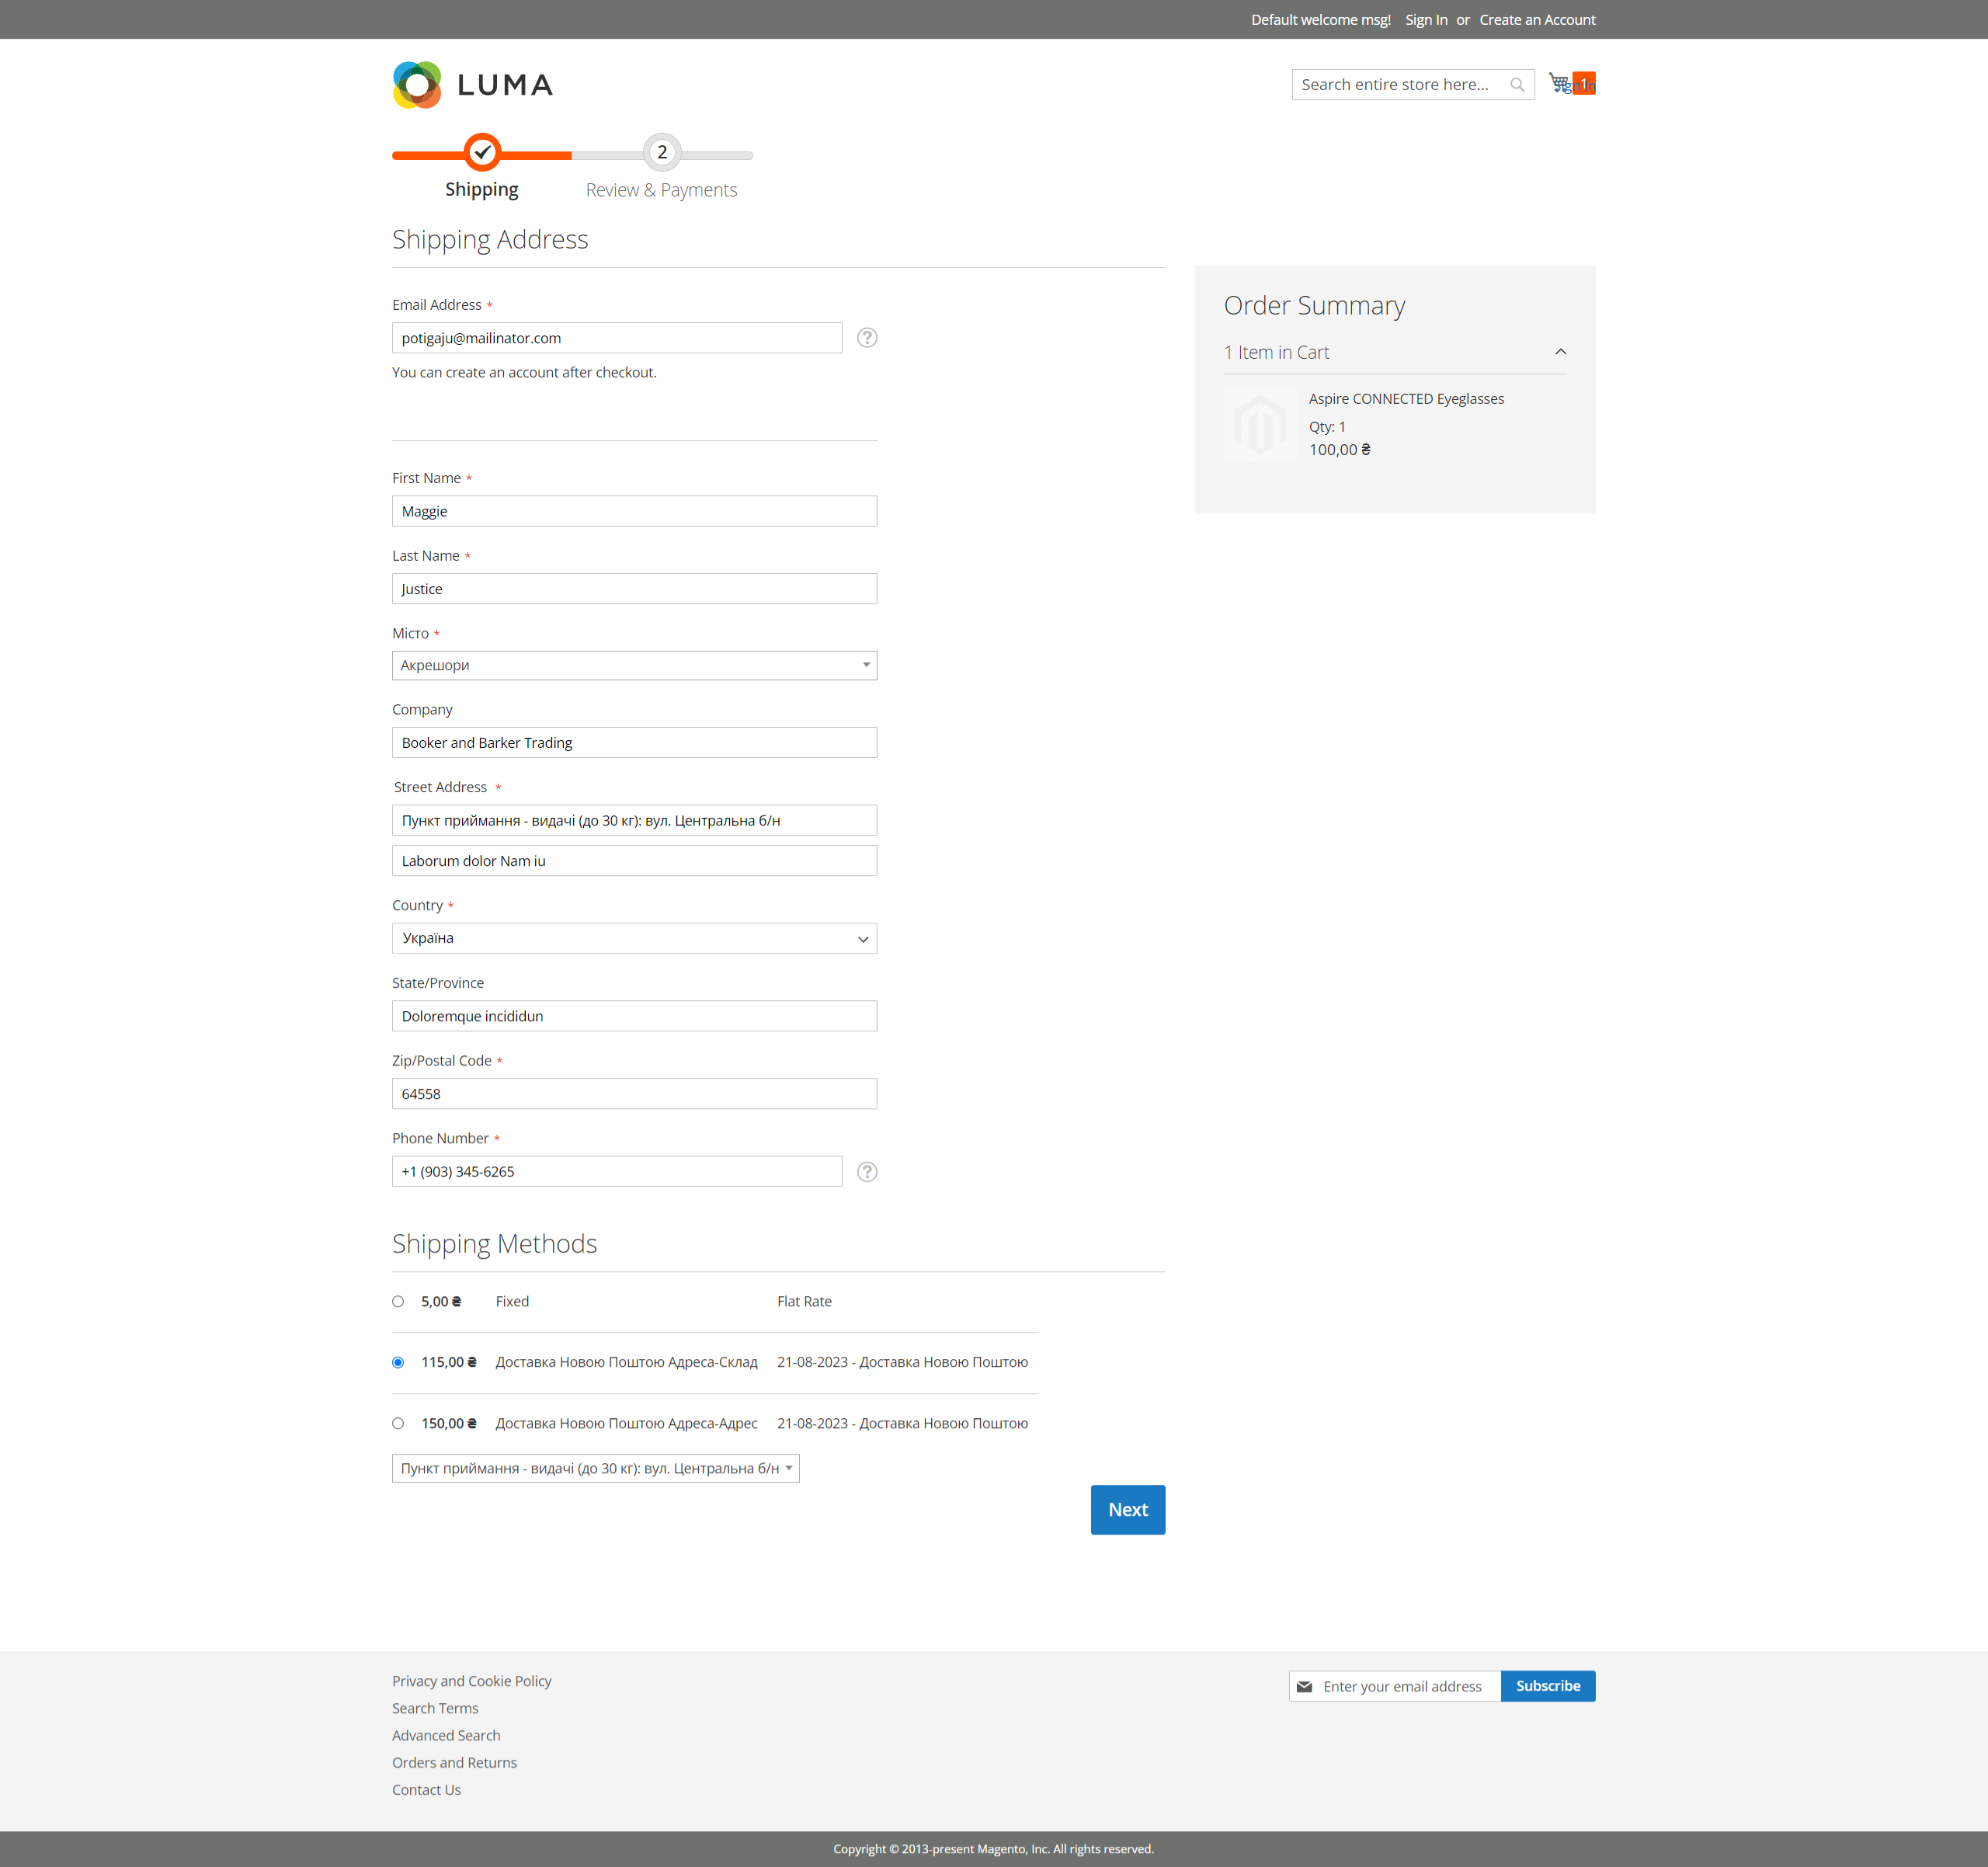 Default welcome msg! Sign In or Create an Account
LUMA
Search entire store here...
1
Sign In
2
Shipping
Review & Payments
Shipping Address
Email Address *
potigaju@mailinator.com
?
You can create an account after checkout.
First Name *
Maggie
Last Name *
Justice
Місто *
Акрешори
Company
Booker and Barker Trading
Street Address *
Пункт приймання - видачі (до 30 кг): вул. Центральна б/н
Laborum dolor Nam iu
Country *
Україна
State/Province
Doloremque incididun
Zip/Postal Code *
64558
Phone Number *
+1 (903) 345-6265
?
Order Summary
1 Item in Cart
Aspire CONNECTED Eyeglasses
Qty: 1
100,00 ₴
Shipping Methods
5,00 ₴ Fixed Flat Rate
115,00 ₴ Доставка Новою Поштою Адреса-Склад 21-08-2023 - Доставка Новою Поштою
150,00 ₴ Доставка Новою Поштою Адреса-Адрес 21-08-2023 - Доставка Новою Поштою
Пункт приймання - видачі (до 30 кг): вул. Центральна б/н
Next
Privacy and Cookie Policy
Search Terms
Advanced Search
Orders and Returns
Contact Us
Enter your email address
Subscribe
Copyright © 2013-present Magento, Inc. All rights reserved.